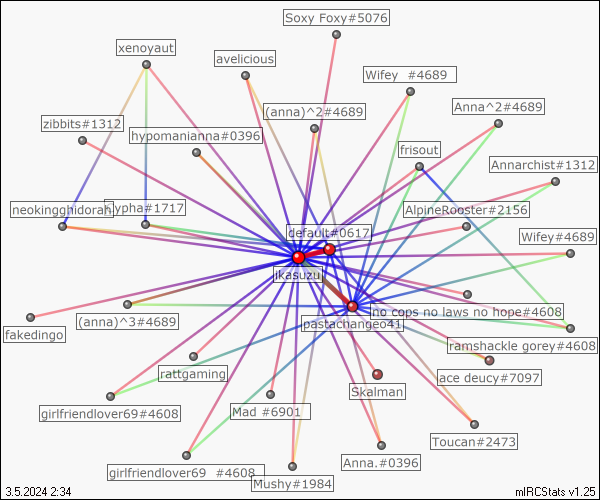 Soxy Foxy#5076
xenoyaut
avelicious
Wifey #4689
(anna)^2#4689
Anna^2#4689
zibbits#1312
hypomanianna#0396
frisout
Annarchist#1312
neokingghidorah
ypha#1717
AlpineRooster#2156
default#0617
Wifey#4689
ikasuzu
no cops no laws no hope#4608
(anna)^3#4689
pastachange041
fakedingo
ramshackle gorey#4608
rattgaming
ace deucy#7097
Skalman
girlfriendlover69#4608
Mad #6901
Toucan#2473
Anna.#0396
girlfriendlover69 #4608
Mushy#1984
3.5.2024 2:34
mIRCStats v1.25